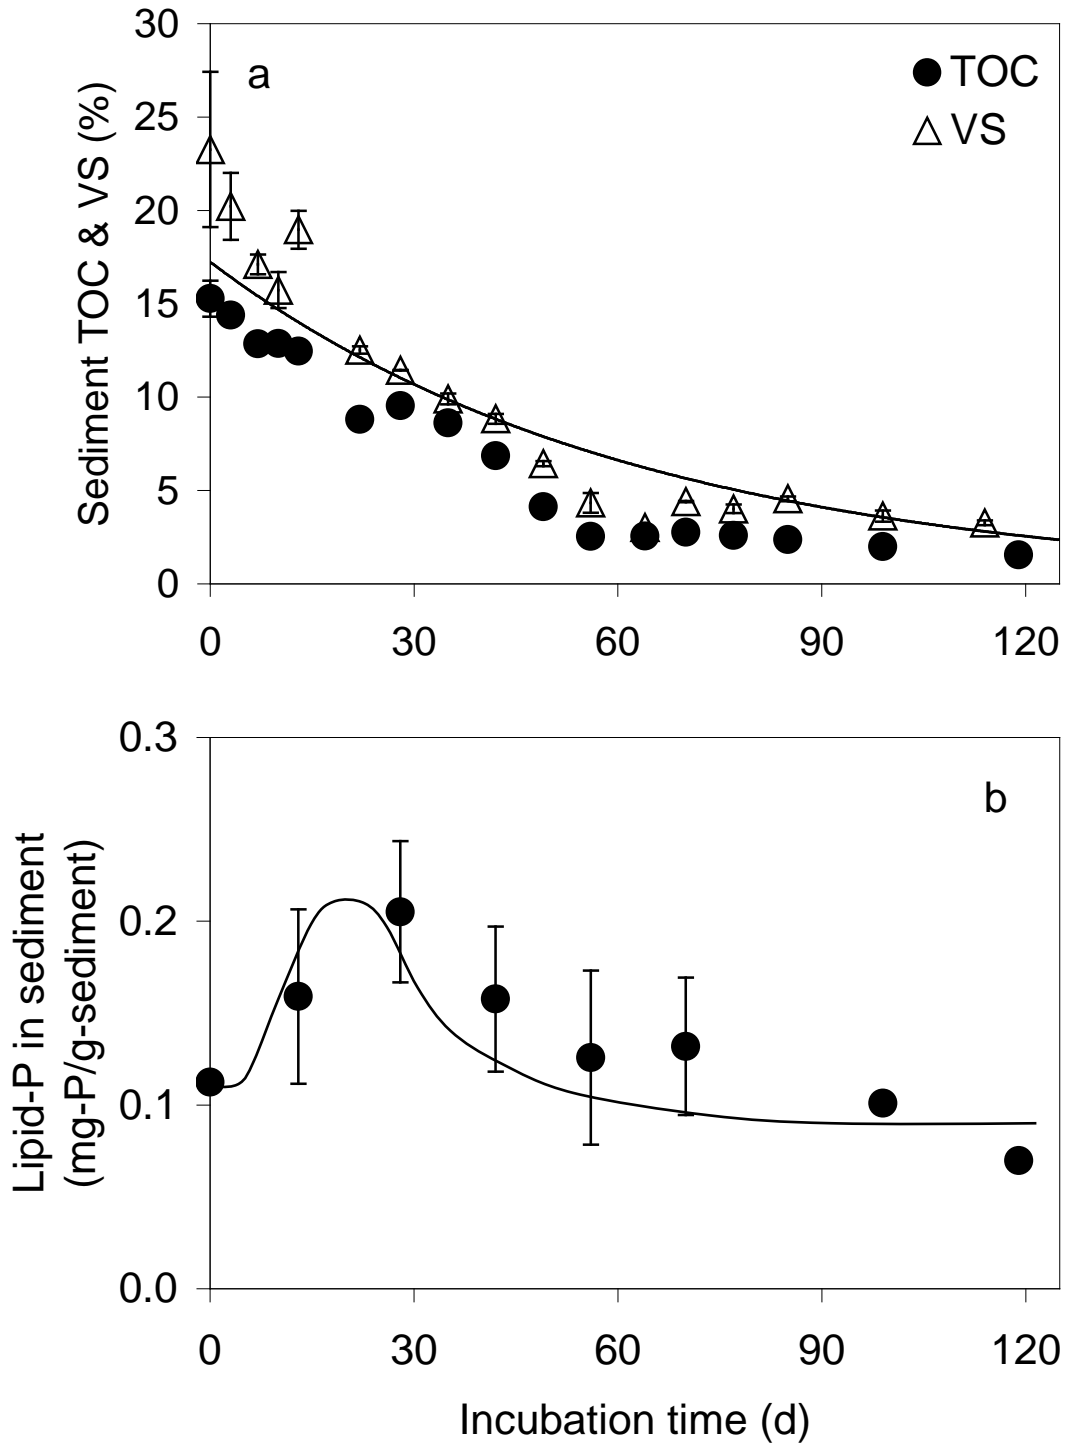 30
25
20
15
10
5
0
Sediment TOC & VS (%)
a
TOC
VS
0 30 60 90 120
0.3
0.2
0.1
0.0
Lipid-P in sediment
(mg-P/g-sediment)
b
0 30 60 90 120
Incubation time (d)